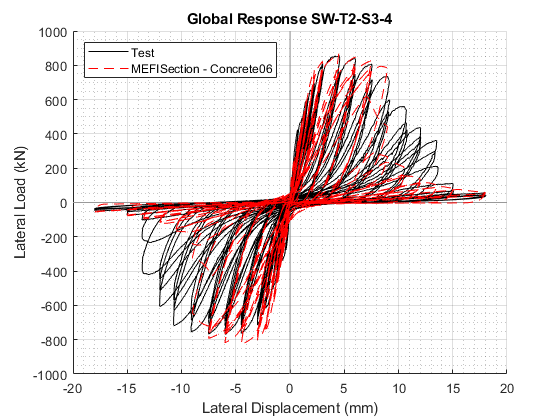 Global Response SW-T2-S3-4
1000
800
600
400
200
0
-200
-400
-600
-800
-1000
Lateral Load (kN)
Test
MEFISection - Concrete06
-20 -15 -10 -5 0 5 10 15 20
Lateral Displacement (mm)